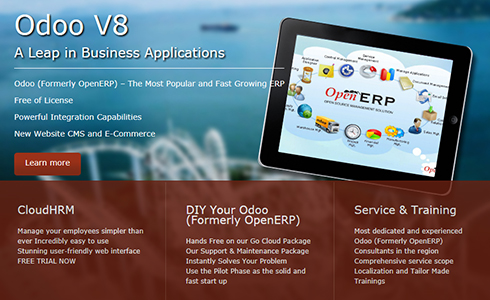 Odoo V8
A Leap in Business Applications
Odoo (Formerly OpenERP) – The Most Popular and Fast Growing ERP
Free of License
Powerful Integration Capabilities
New Website CMS and E-Commerce
Learn more
Open ERP
OPEN SOURCE MANAGEMENT SOLUTION
CloudHRM
Manage your employees simpler than
ever Incredibly easy to use
Stunning user-friendly web interface
FREE TRIAL NOW
DIY Your Odoo
(Formerly OpenERP)
Hands Free on our Go Cloud Package
Our Support & Maintenance Package
Instantly Solves Your Problem
Use the Pilot Phase as the solid and
fast start up
Service & Training
Most dedicated and experienced
Odoo (Formerly OpenERP)
Consultants in the region
Comprehensive service scope
Localization and Tailor Made
Trainings